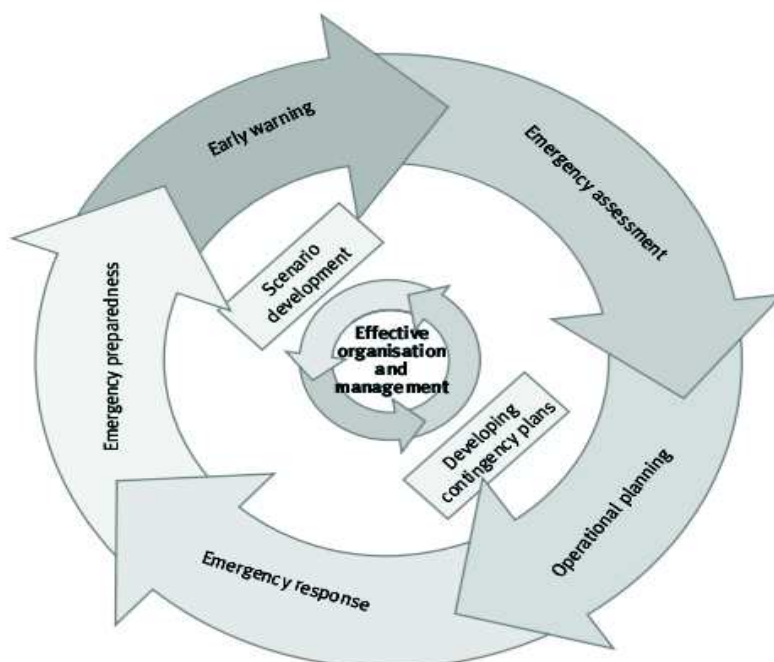 Early warning
Emergency assessment
Scenario
development
Emergency preparedness
Effective
organisation
and
management
Developing
contingency plans
Operational planning
Emergency response